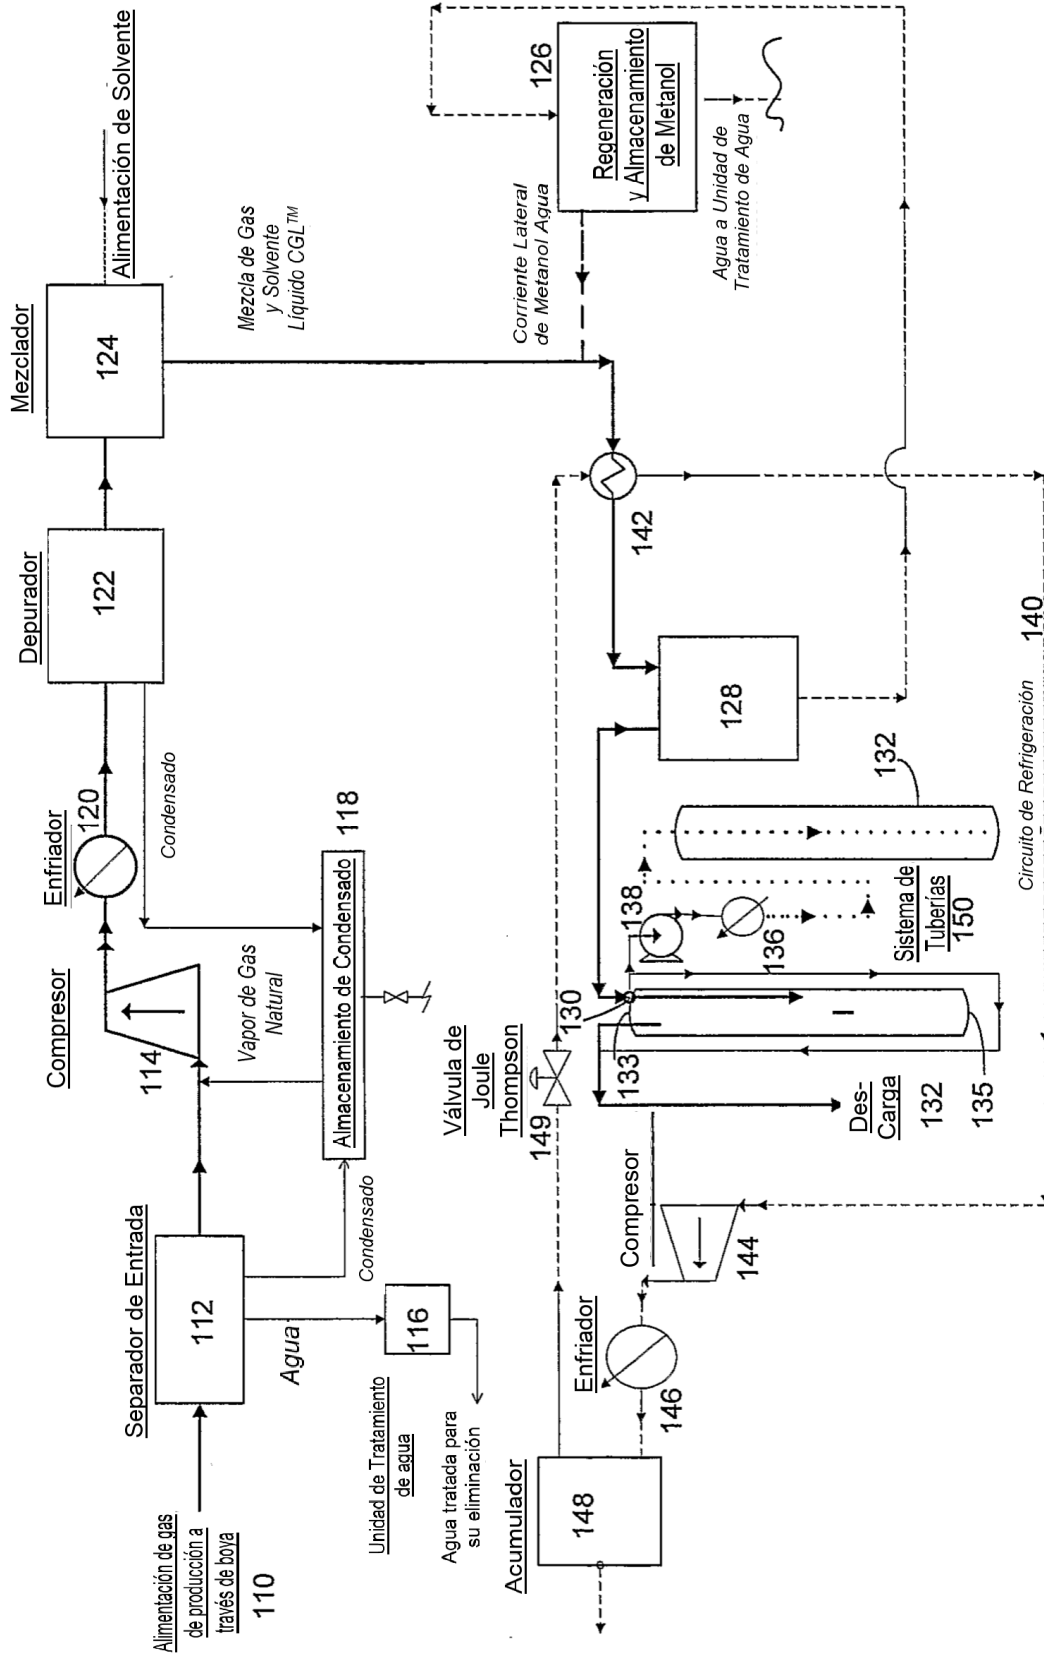 Alimentación de gas
de producción a
través de boya
110
Separador de Entrada
112
Agua
116
Unidad de Tratamiento
de agua
Agua tratada para
su eliminación
Condensado
Compresor
114
Vapor de Gas
Natural
Almacenamiento de Condensado
118
Enfriador
120
Condensado
Depurador
122
Mezclador
124
Alimentación de Solvente
Mezcla de Gas
y Solvente
Líquido CGL™
Corriente Lateral
de Metanol Agua
126
Regeneración
y Almacenamiento
de Metanol
Agua a Unidad de
Tratamiento de Agua
Acumulador
148
Enfriador
146
Compresor
144
Válvula de
Joule
Thompson
149
130
133
Des-
Carga
132
135
138
136
Sistema de
Tuberías
150
132
128
142
Circuito de Refrigeración
140